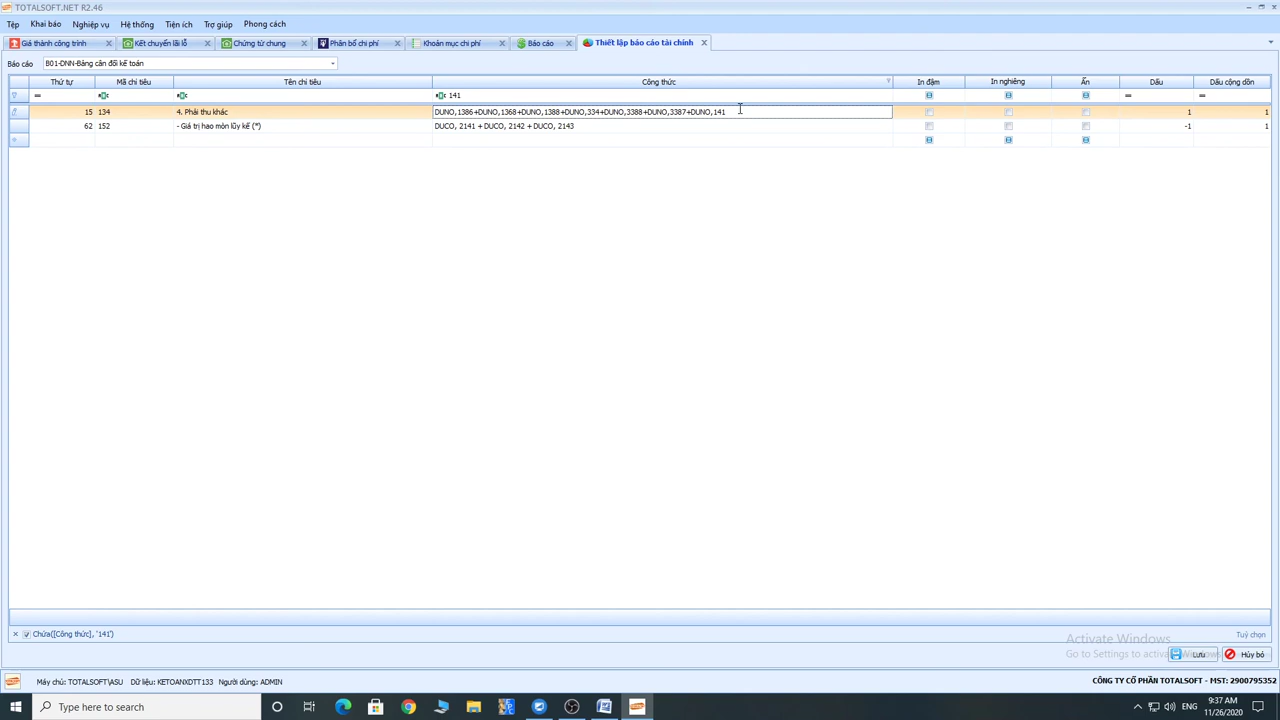 TOTALSOFT.NET R2.46
Tệp Khai báo Nghiệp vụ Hệ thống Tiện ích Trợ giúp Phong cách
Giá thành công trình Kết chuyển lãi lỗ Chứng từ chung Phân bổ chi phí Khoản mục chi phí Báo cáo Thiết lập báo cáo tài chính
Báo cáo B01-DNN-Bảng cân đối kế toán
Thứ tự Mã chỉ tiêu Tên chỉ tiêu Công thức In đậm In nghiêng Ẩn Dấu Dấu cộng dồn
= 141 = =
15 134 4. Phải thu khác DUNO,1386+DUNO,1368+DUNO,1388+DUNO,334+DUNO,3388+DUNO,3387+DUNO,141 1 1
62 152 - Giá trị hao mòn lũy kế (*) DUCO, 2141 + DUCO, 2142 + DUCO, 2143 -1 1
Chứa([Công thức], '141') Tuỳ chọn
Activate Windows
Go to Settings to activate Windows.
Lưu Hủy bỏ
Máy chủ: TOTALSOFT\ASU Dữ liệu: KETOANXDTT133 Người dùng: ADMIN CÔNG TY CỔ PHẦN TOTALSOFT - MST: 2900795352
Type here to search ENG 9:37 AM
11/26/2020